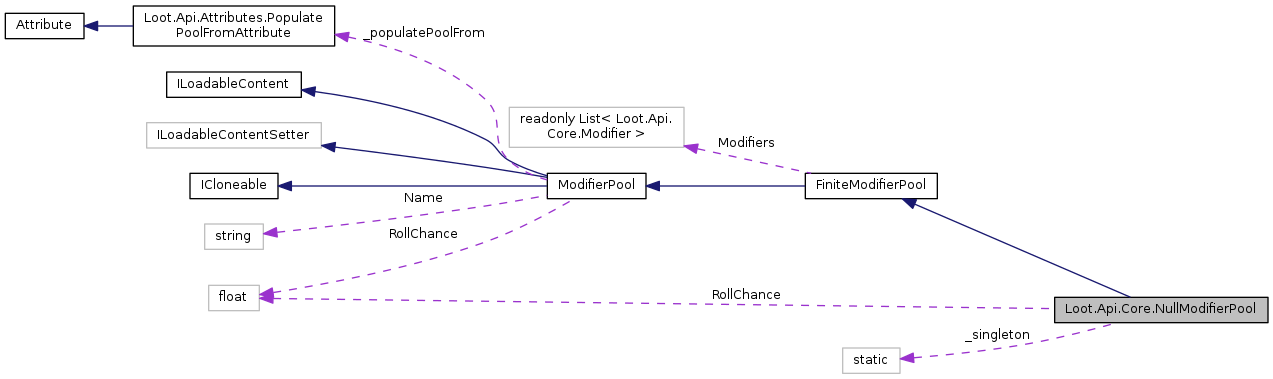 Attribute
Loot.Api.Attributes.Populate
PoolFromAttribute
_populatePoolFrom
ILoadableContent
readonly List< Loot.Api.
Core.Modifier >
ILoadableContentSetter
Modifiers
ICloneable
ModifierPool
FiniteModifierPool
Name
string
RollChance
float
RollChance
Loot.Api.Core.NullModifierPool
_singleton
static